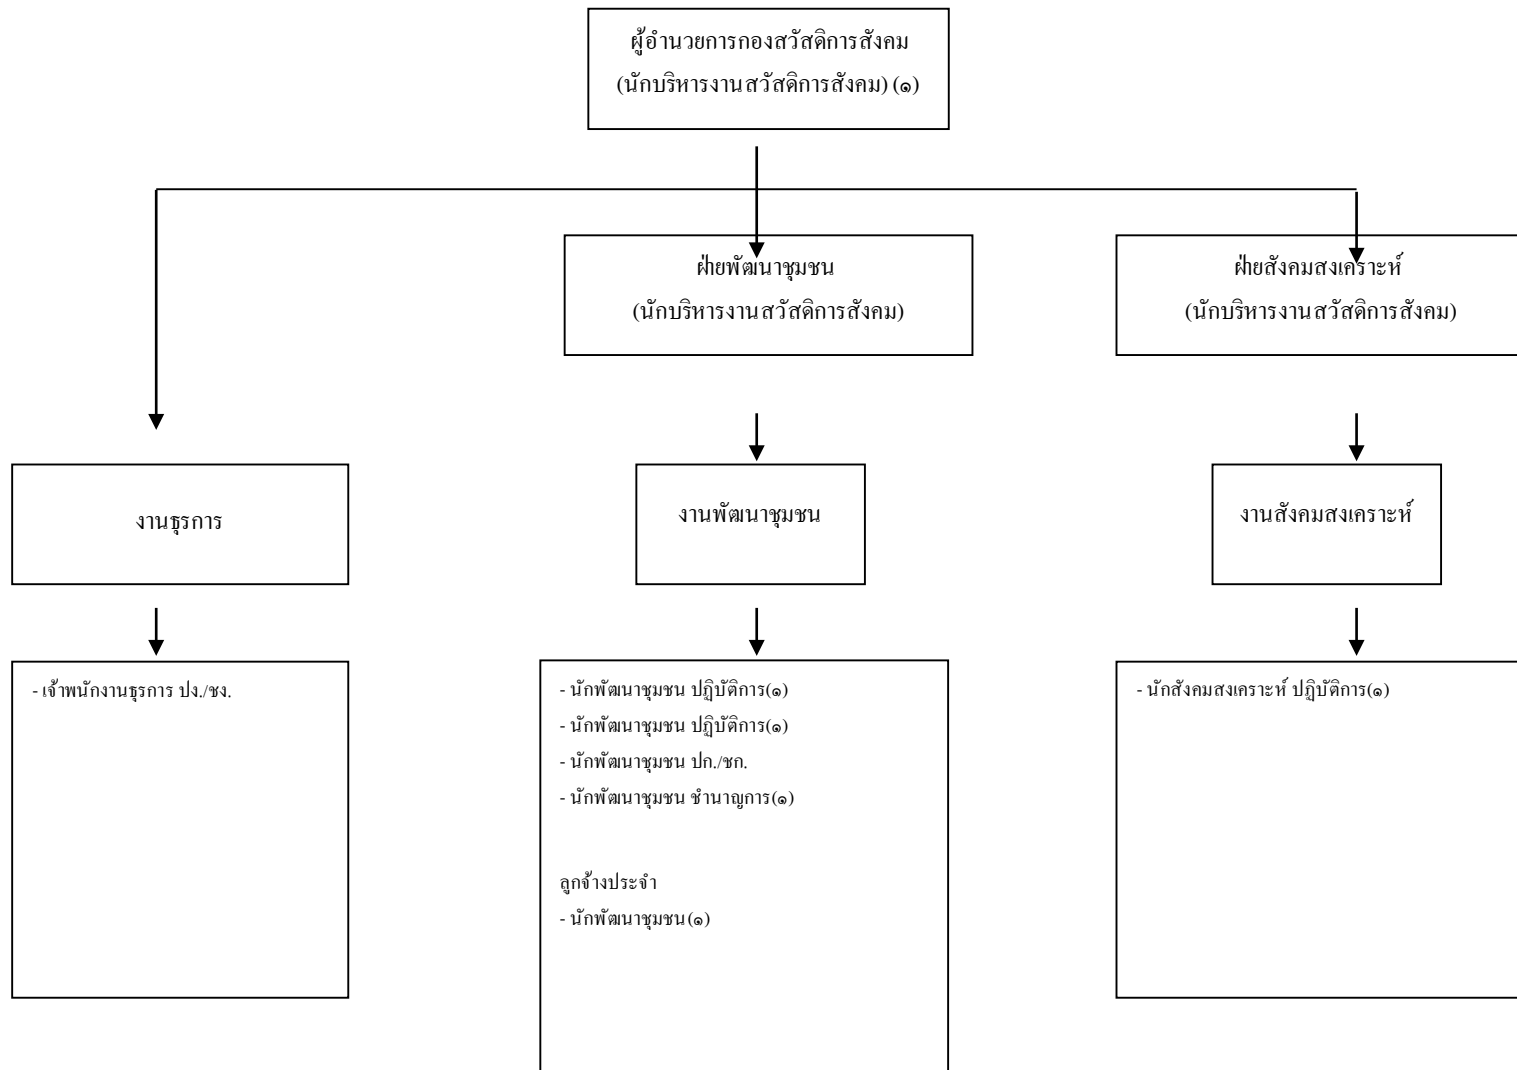 ผู้อำนวยการกองสวัสดิการสังคม
(นักบริหารงานสวัสดิการสังคม) (๑)
ฝ่ายพัฒนาชุมชน
(นักบริหารงานสวัสดิการสังคม)
ฝ่ายสังคมสงเคราะห์
(นักบริหารงานสวัสดิการสังคม)
งานธุรการ
งานพัฒนาชุมชน
งานสังคมสงเคราะห์
- เจ้าพนักงานธุรการ ปง./ชง.
- นักพัฒนาชุมชน ปฏิบัติการ(๑)
- นักพัฒนาชุมชน ปฏิบัติการ(๑)
- นักพัฒนาชุมชน ปก./ชก.
- นักพัฒนาชุมชน ชำนาญการ(๑)
ลูกจ้างประจำ
- นักพัฒนาชุมชน(๑)
- นักสังคมสงเคราะห์ ปฏิบัติการ(๑)